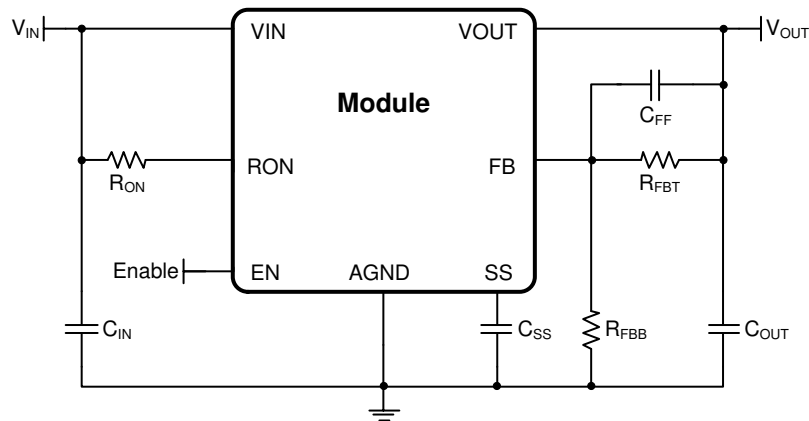 VIN
VIN
VOUT
VOUT
Module
CFF
RON
RON
FB
RFBT
Enable
EN
AGND
SS
CIN
CSS
RFBB
COUT